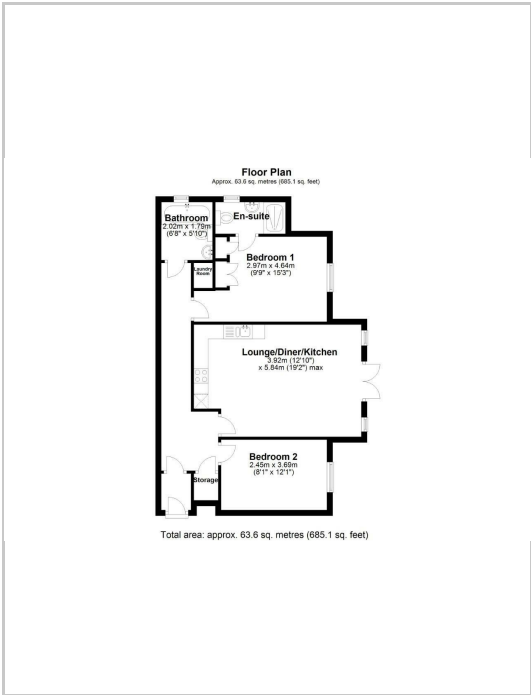 Floor Plan
Approx. 63.6 sq. metres (685.1 sq. feet)
Bathroom
2.02m x 1.79m
(6'8" x 5'10")
En-suite
Laundry
Room
Bedroom 1
2.97m x 4.64m
(9'9" x 15'3")
Lounge/Diner/Kitchen
3.92m (12'10")
x 5.84m (19'2") max
Bedroom 2
2.45m x 3.69m
(8'1" x 12'1")
Storage
Total area: approx. 63.6 sq. metres (685.1 sq. feet)